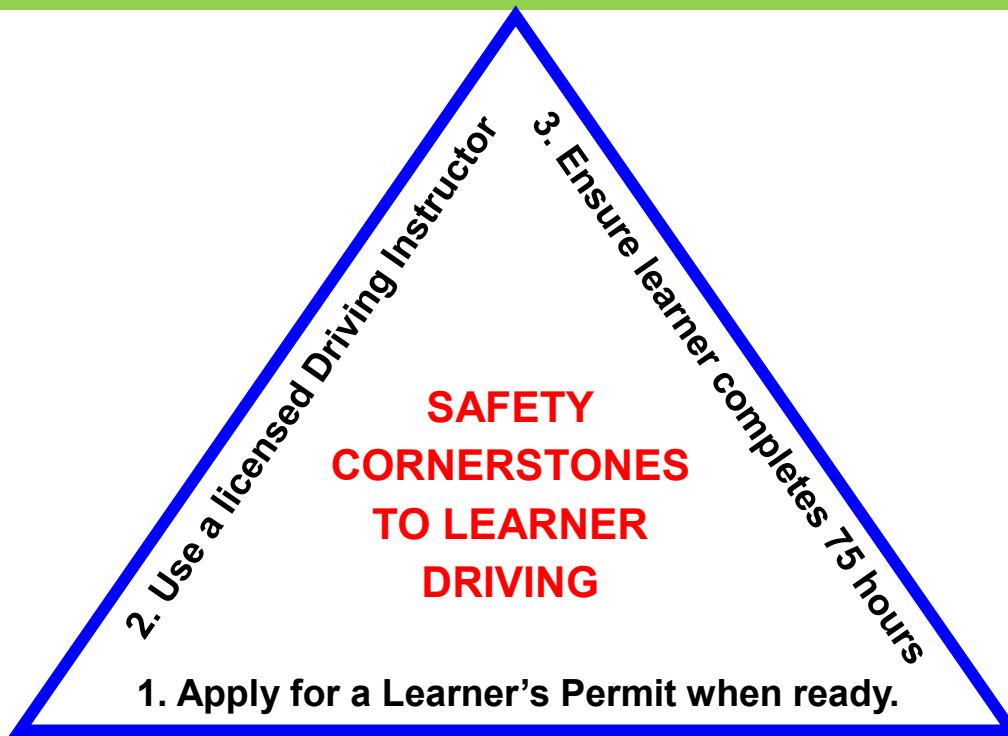 SAFETY
CORNERSTONES
TO LEARNER
DRIVING
1. Apply for a Learner’s Permit when ready.
2. Use a licensed Driving Instructor
3. Ensure learner completes 75 hours